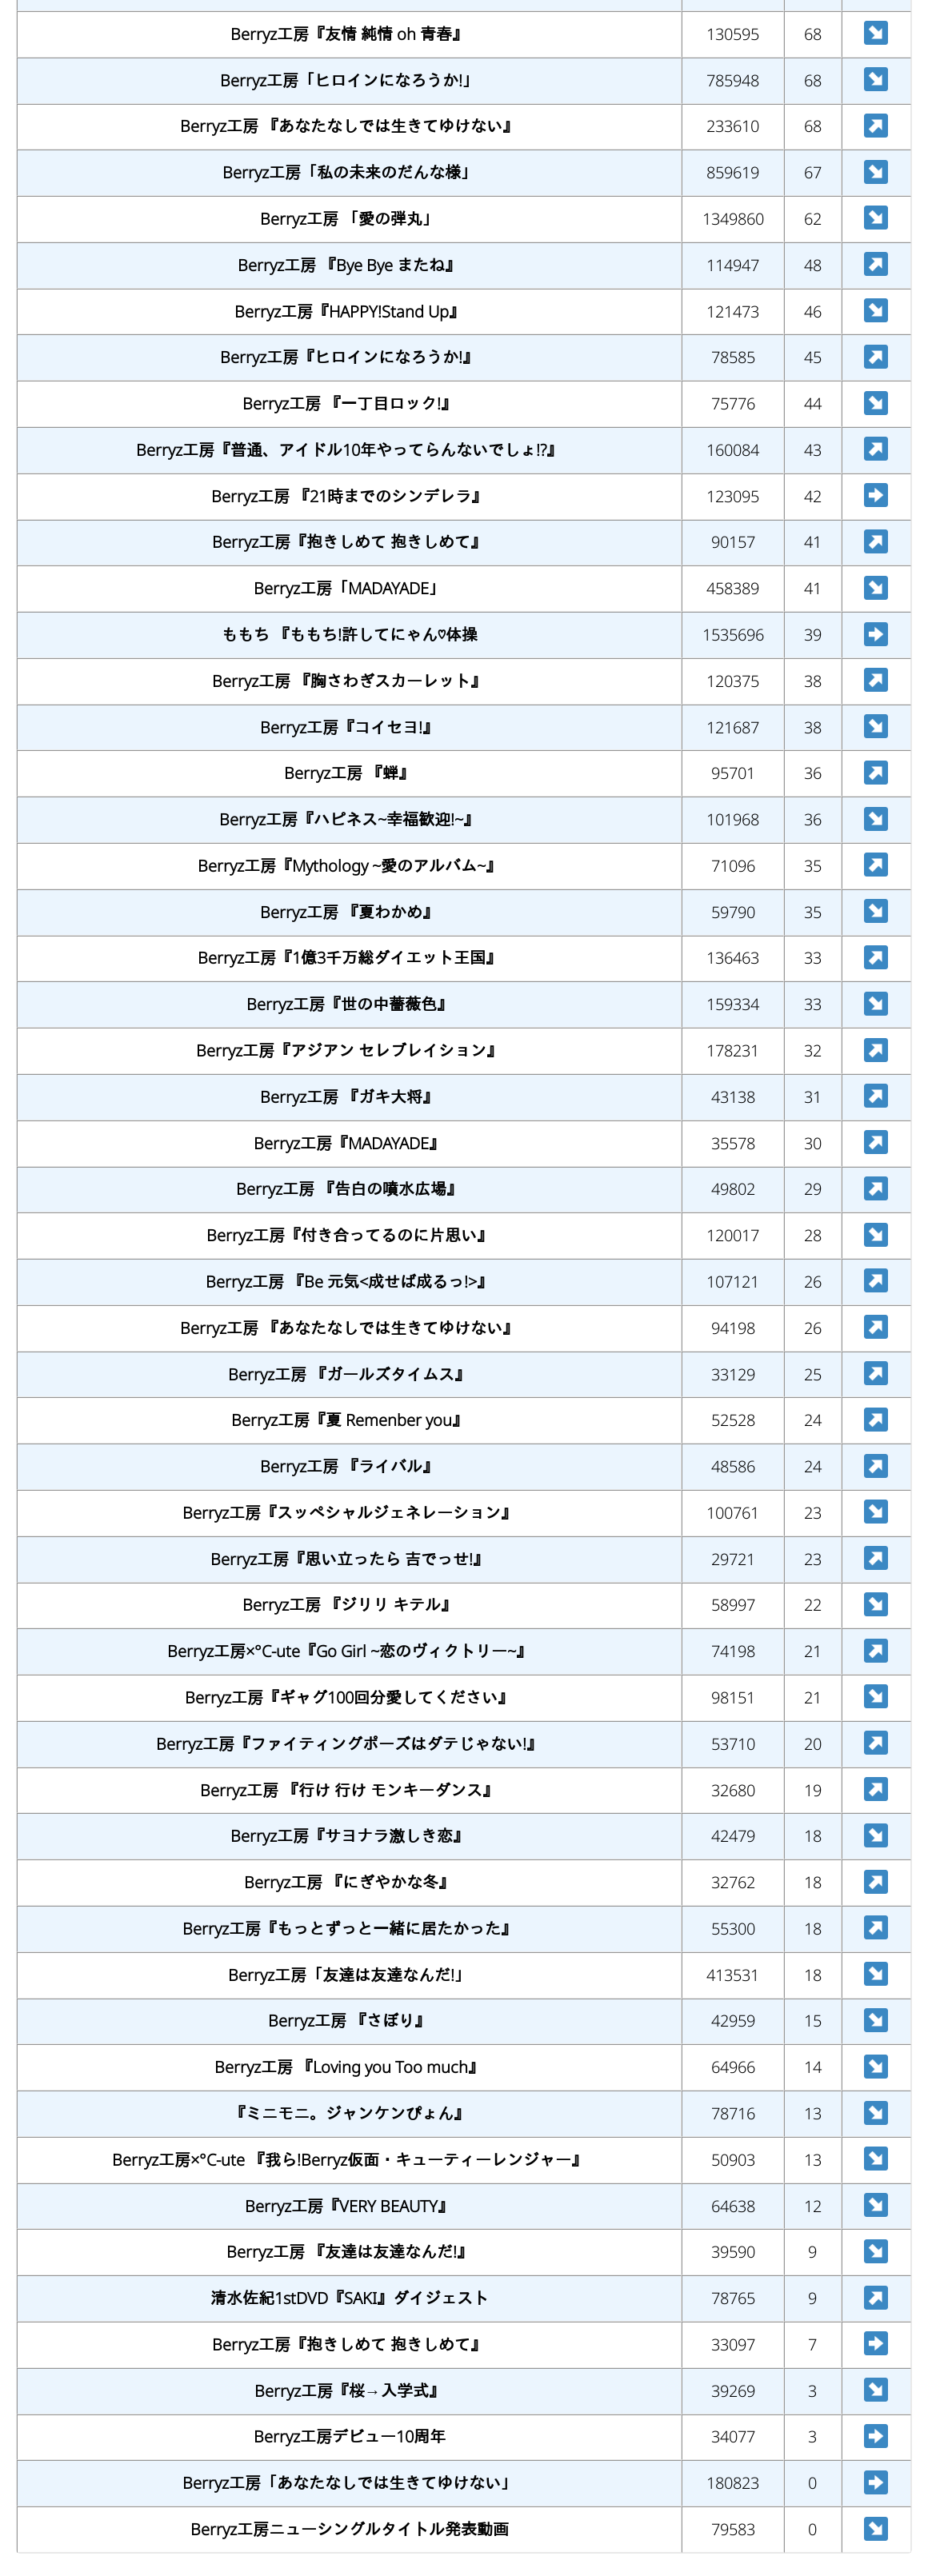 Berryz工房『友情 純情 oh 青春』 130595 68 ↘
Berryz工房「ヒロインになろうか!」 785948 68 ↘
Berryz工房 『あなたなしでは生きてゆけない』 233610 68 ↗
Berryz工房「私の未来のだんな様」 859619 67 ↘
Berryz工房 「愛の弾丸」 1349860 62 ↘
Berryz工房 『Bye Bye またね』 114947 48 ↗
Berryz工房『HAPPY!Stand Up』 121473 46 ↘
Berryz工房『ヒロインになろうか!』 78585 45 ↗
Berryz工房 『一丁目ロック!』 75776 44 ↘
Berryz工房『普通、アイドル10年やってらんないでしょ!?』 160084 43 ↗
Berryz工房 『21時までのシンデレラ』 123095 42 ➡
Berryz工房『抱きしめて 抱きしめて』 90157 41 ↗
Berryz工房「MADAYADE」 458389 41 ↘
ももち 『ももち!許してにゃん♡体操 1535696 39 ➡
Berryz工房 『胸さわぎスカーレット』 120375 38 ↗
Berryz工房『コイセヨ!』 121687 38 ↘
Berryz工房 『蝉』 95701 36 ↗
Berryz工房『ハピネス~幸福歓迎!~』 101968 36 ↘
Berryz工房『Mythology ~愛のアルバム~』 71096 35 ↗
Berryz工房 『夏わかめ』 59790 35 ↘
Berryz工房『1億3千万総ダイエット王国』 136463 33 ↗
Berryz工房『世の中薔薇色』 159334 33 ↘
Berryz工房『アジアン セレブレイション』 178231 32 ↗
Berryz工房 『ガキ大将』 43138 31 ↗
Berryz工房『MADAYADE』 35578 30 ↗
Berryz工房 『告白の噴水広場』 49802 29 ↗
Berryz工房『付き合ってるのに片思い』 120017 28 ↘
Berryz工房 『Be 元気<成せば成るっ!>』 107121 26 ↗
Berryz工房 『あなたなしでは生きてゆけない』 94198 26 ↗
Berryz工房 『ガールズタイムス』 33129 25 ↗
Berryz工房『夏 Remenber you』 52528 24 ↗
Berryz工房 『ライバル』 48586 24 ↗
Berryz工房『スッペシャルジェネレーション』 100761 23 ↘
Berryz工房『思い立ったら 吉でっせ!』 29721 23 ↗
Berryz工房 『ジリリ キテル』 58997 22 ↘
Berryz工房×°C-ute『Go Girl ~恋のヴィクトリー~』 74198 21 ↗
Berryz工房『ギャグ100回分愛してください』 98151 21 ↘
Berryz工房『ファイティングポーズはダテじゃない!』 53710 20 ↗
Berryz工房 『行け 行け モンキーダンス』 32680 19 ↗
Berryz工房『サヨナラ激しき恋』 42479 18 ↘
Berryz工房 『にぎやかな冬』 32762 18 ↗
Berryz工房『もっとずっと一緒に居たかった』 55300 18 ↗
Berryz工房「友達は友達なんだ!」 413531 18 ↘
Berryz工房 『さぼり』 42959 15 ↘
Berryz工房 『Loving you Too much』 64966 14 ↘
『ミニモニ。ジャンケンぴょん』 78716 13 ↘
Berryz工房×°C-ute 『我ら!Berryz仮面・キューティーレンジャー』 50903 13 ↘
Berryz工房『VERY BEAUTY』 64638 12 ↘
Berryz工房 『友達は友達なんだ!』 39590 9 ↘
清水佐紀1stDVD『SAKI』ダイジェスト 78765 9 ↗
Berryz工房『抱きしめて 抱きしめて』 33097 7 ➡
Berryz工房『桜→入学式』 39269 3 ↘
Berryz工房デビュー10周年 34077 3 ➡
Berryz工房「あなたなしでは生きてゆけない」 180823 0 ➡
Berryz工房ニューシングルタイトル発表動画 79583 0 ↘